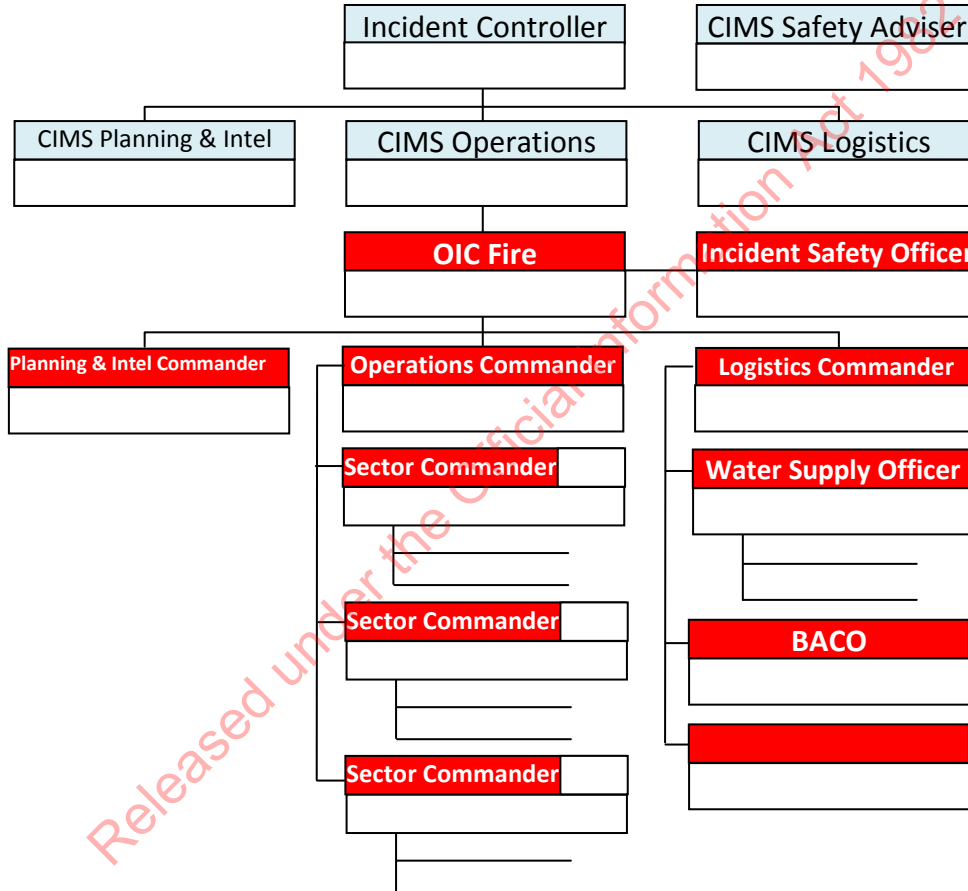 Incident Controller
CIMS Safety Adviser
CIMS Planning & Intel
CIMS Operations
CIMS Logistics
OIC Fire
Incident Safety Officer
Planning & Intel Commander
Operations Commander
Logistics Commander
Sector Commander
Water Supply Officer
Sector Commander
BACO
Sector Commander
Released under the Official Information Act 1982